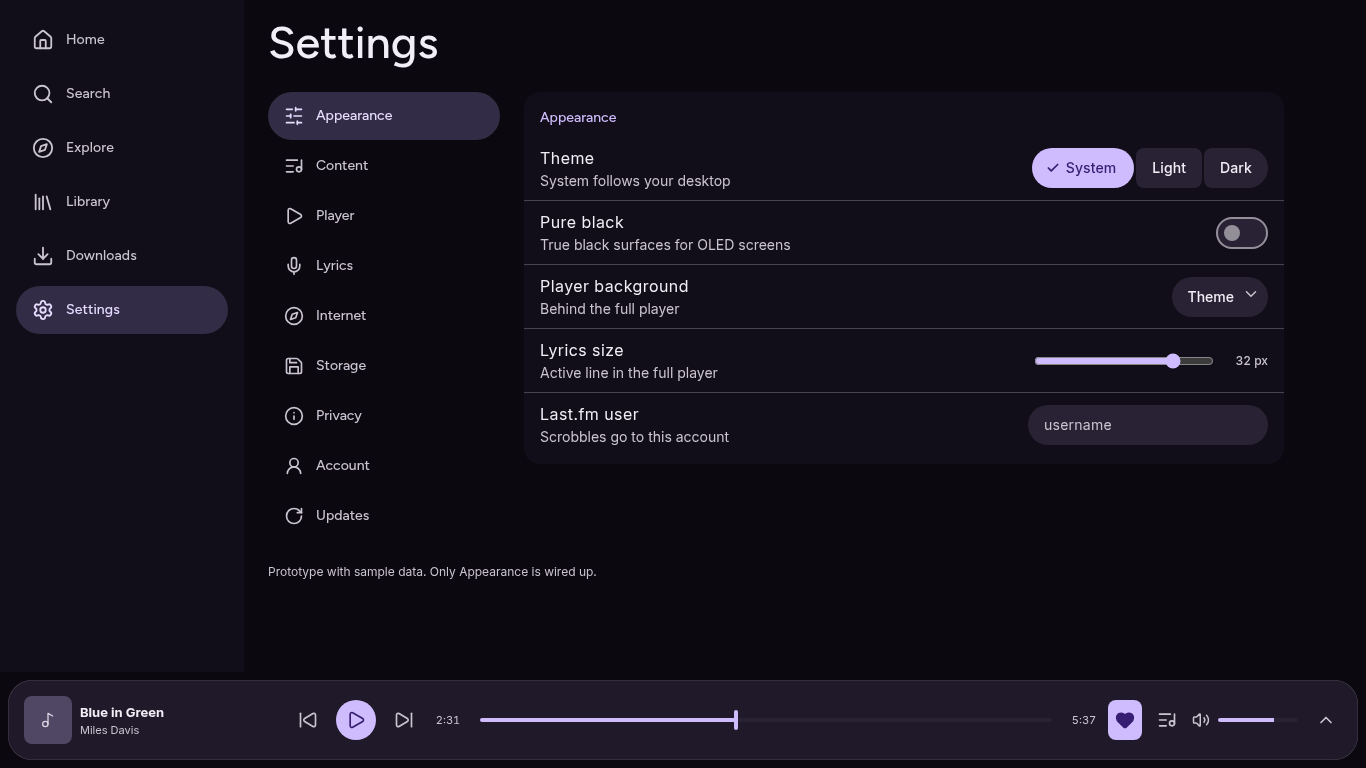 Home
Search
Explore
Library
Downloads
Settings
Settings
Appearance
Content
Player
Lyrics
Internet
Storage
Privacy
Account
Updates
Appearance
Theme
System follows your desktop
System
Light
Dark
Pure black
True black surfaces for OLED screens
Player background
Behind the full player
Theme
Lyrics size
Active line in the full player
32 px
Last.fm user
Scrobbles go to this account
username
Prototype with sample data. Only Appearance is wired up.
Blue in Green
Miles Davis
2:31
5:37